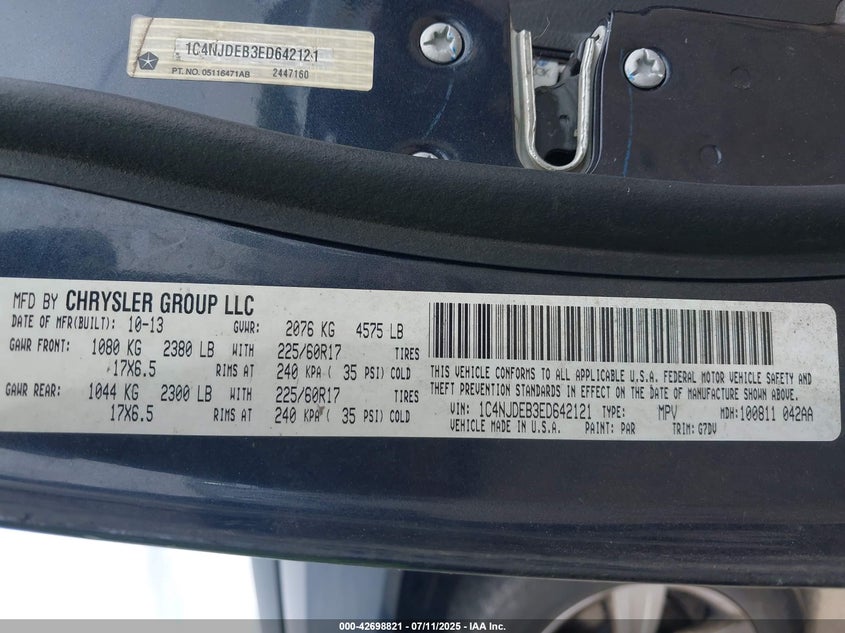 1C4NJDEB3ED642121
PT. NO. 05116471AB 2447160
MFD BY CHRYSLER GROUP LLC
DATE OF MFR(BUILT): 10-13 GVWR: 2076 KG 4575 LB
GAWR FRONT: 1080 KG 2380 LB WITH 225/60R17 TIRES
17X6.5 RIMS AT 240 KPA ( 35 PSI) COLD
GAWR REAR: 1044 KG 2300 LB WITH 225/60R17 TIRES
17X6.5 RIMS AT 240 KPA ( 35 PSI) COLD
THIS VEHICLE CONFORMS TO ALL APPLICABLE U.S.A. FEDERAL MOTOR VEHICLE SAFETY AND
THEFT PREVENTION STANDARDS IN EFFECT ON THE DATE OF MANUFACTURE SHOWN ABOVE.
VIN: 1C4NJDEB3ED642121 TYPE: MPV MDH: 100811 042AA
VEHICLE MADE IN U.S.A. PAINT: PAR TRIM: G7DV
000-42698821 - 07/11/2025 - IAA Inc.